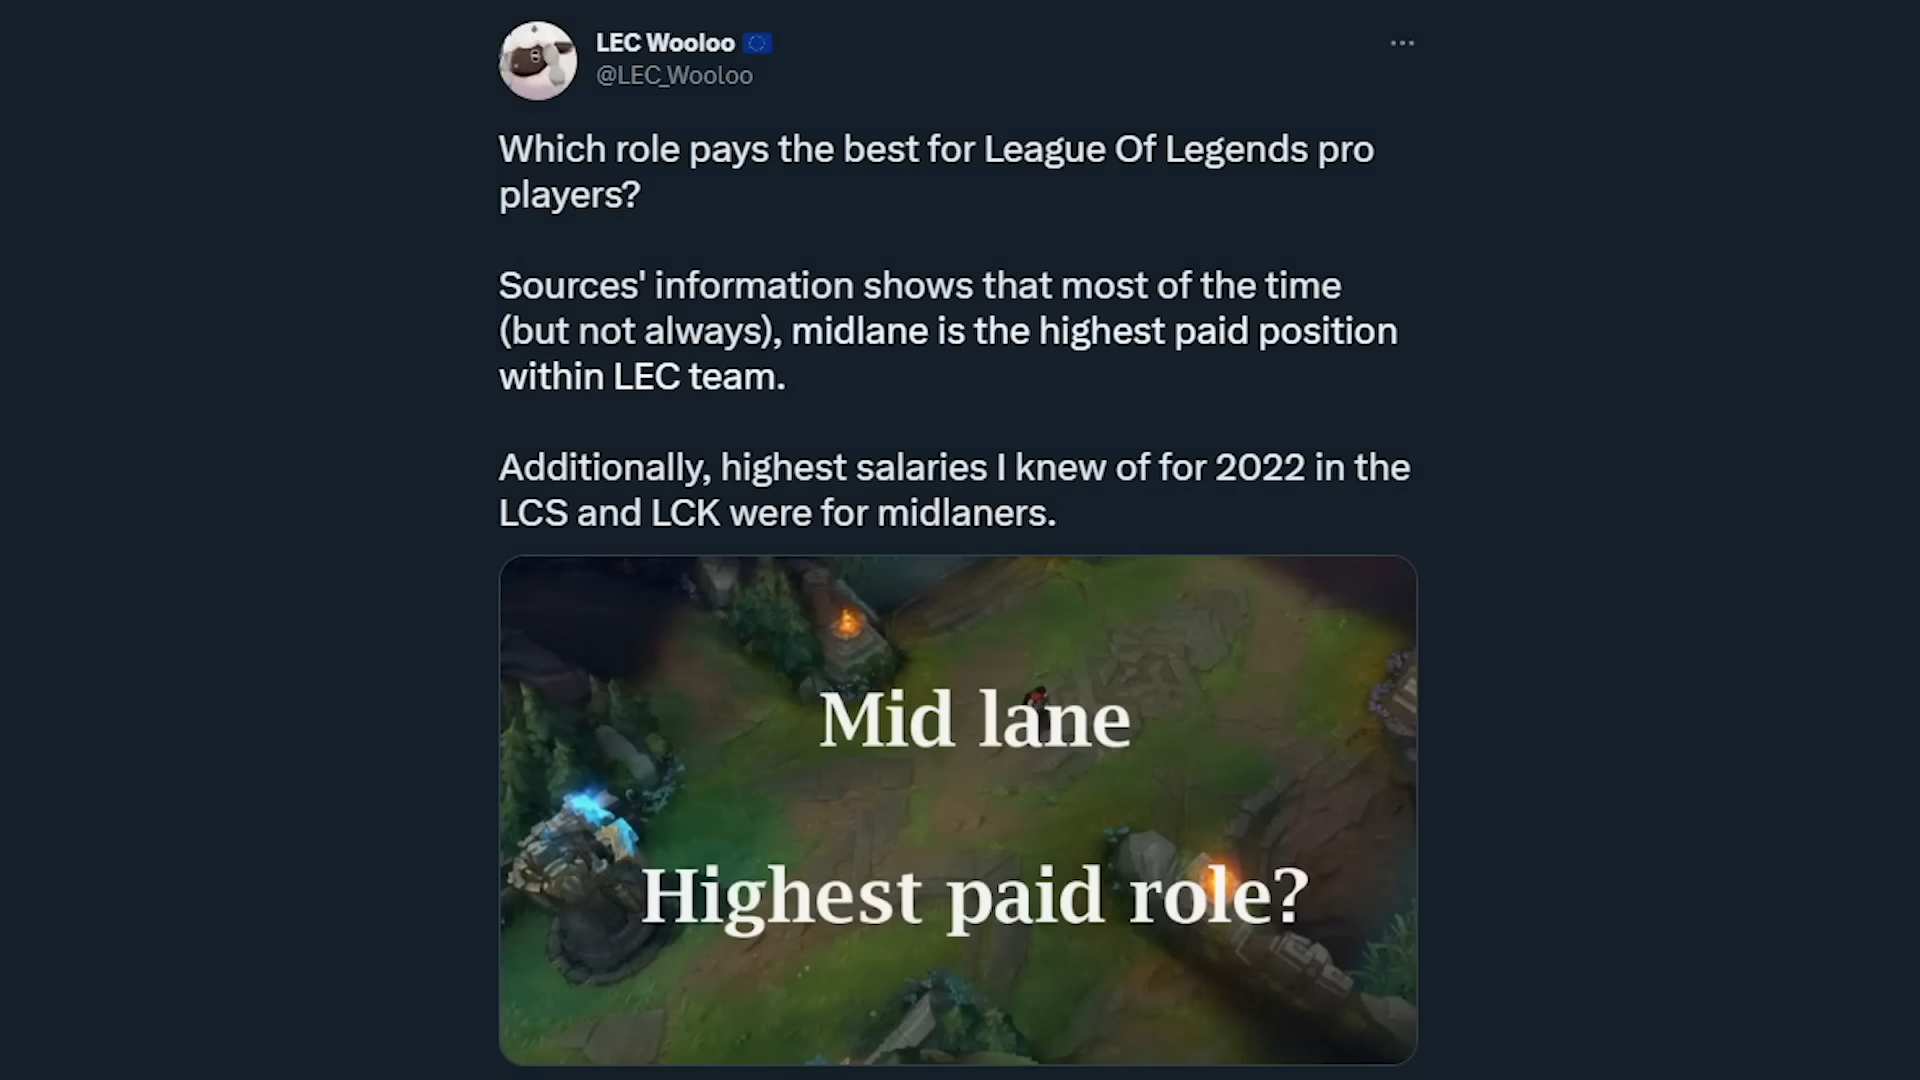 LEC Wooloo
@LEC_Wooloo
Which role pays the best for League Of Legends pro
players?
Sources' information shows that most of the time
(but not always), midlane is the highest paid position
within LEC team.
Additionally, highest salaries I knew of for 2022 in the
LCS and LCK were for midlaners.
Mid lane
Highest paid role?